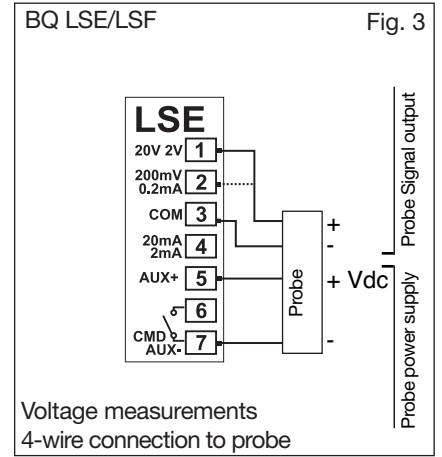 BQ LSE/LSF Fig. 3
LSE
20V 2V 1
200mV
0.2mA 2
COM 3
20mA
2mA 4
AUX+ 5
6
CMD
AUX- 7
Probe
+
-
+ Vdc
-
Probe Signal output
Probe power supply
Voltage measurements
4-wire connection to probe